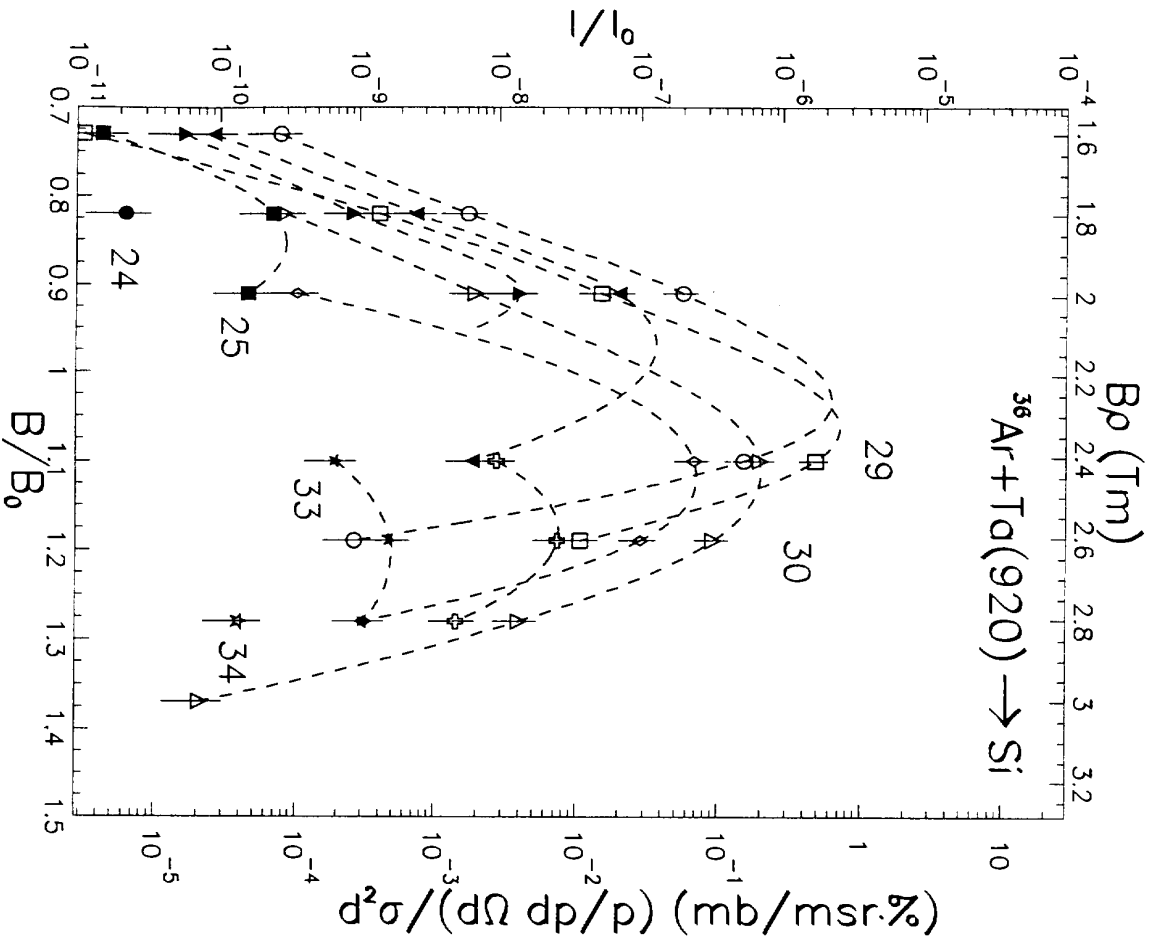 I/I₀
10⁻¹¹ 10⁻¹⁰ 10⁻⁹ 10⁻⁸ 10⁻⁷ 10⁻⁶ 10⁻⁵ 10⁻⁴
Bρ (Tm)
1.6 1.8 2 2.2 2.4 2.6 2.8 3 3.2
³⁶Ar+Ta(920)→Si
29
30
24
25
33
34
0.7 0.8 0.9 1 1.1 1.2 1.3 1.4 1.5
B/B₀
10⁻⁵ 10⁻⁴ 10⁻³ 10⁻² 10⁻¹ 1 10
d²σ/(dΩ dp/p) (mb/msr.%)